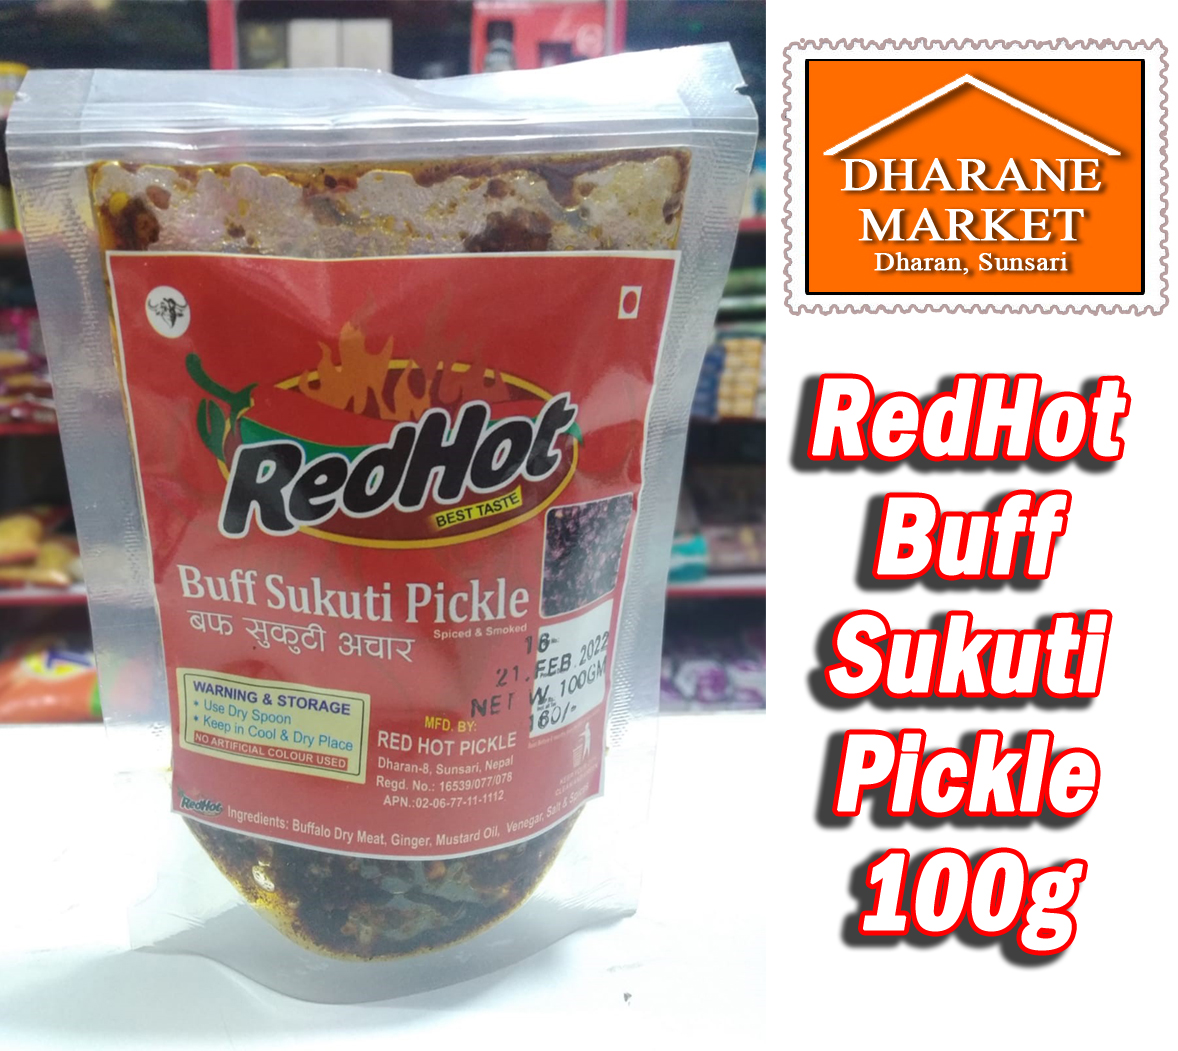 RedHot
BEST TASTE
Buff Sukuti Pickle
Spiced & Smoked
बफ सुकुटी अचार
16
21. FEB. 2022
NET W. 100GM
160/-
WARNING & STORAGE
• Use Dry Spoon
• Keep in Cool & Dry Place
NO ARTIFICIAL COLOUR USED
MFD. BY:
RED HOT PICKLE
Dharan-8, Sunsari, Nepal
Regd. No.: 16539/077/078
APN.:02-06-77-11-1112
RedHot
Ingredients: Buffalo Dry Meat, Ginger, Mustard Oil, Venegar, Salt & Spices
DHARANE
MARKET
Dharan, Sunsari
RedHot
Buff
Sukuti
Pickle
100g